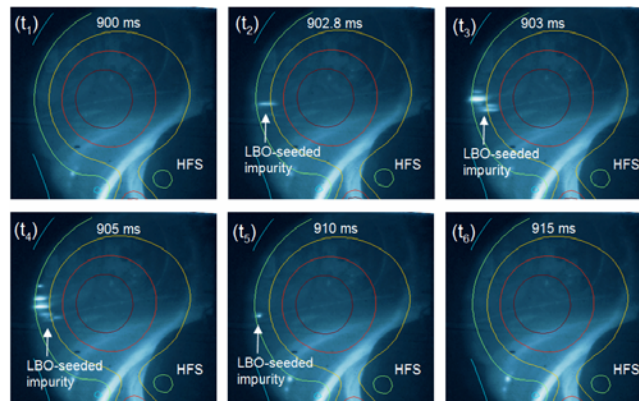 (t₁) 900 ms
HFS
(t₂) 902.8 ms
LBO-seeded
impurity
HFS
(t₃) 903 ms
LBO-seeded
impurity
HFS
(t₄) 905 ms
LBO-seeded
impurity
HFS
(t₅) 910 ms
LBO-seeded
impurity
HFS
(t₆) 915 ms
HFS